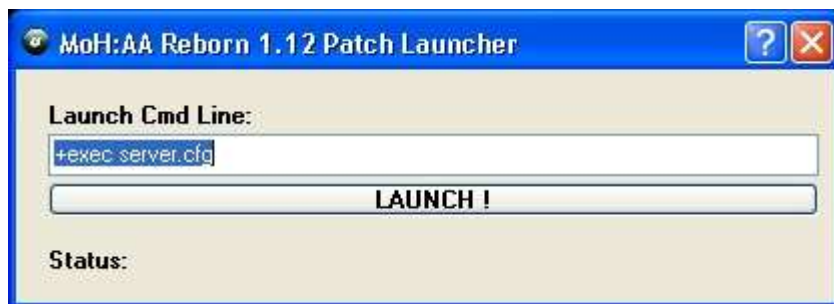 MoH:AA Reborn 1.12 Patch Launcher
Launch Cmd Line:
+exec server.cfg
LAUNCH !
Status: